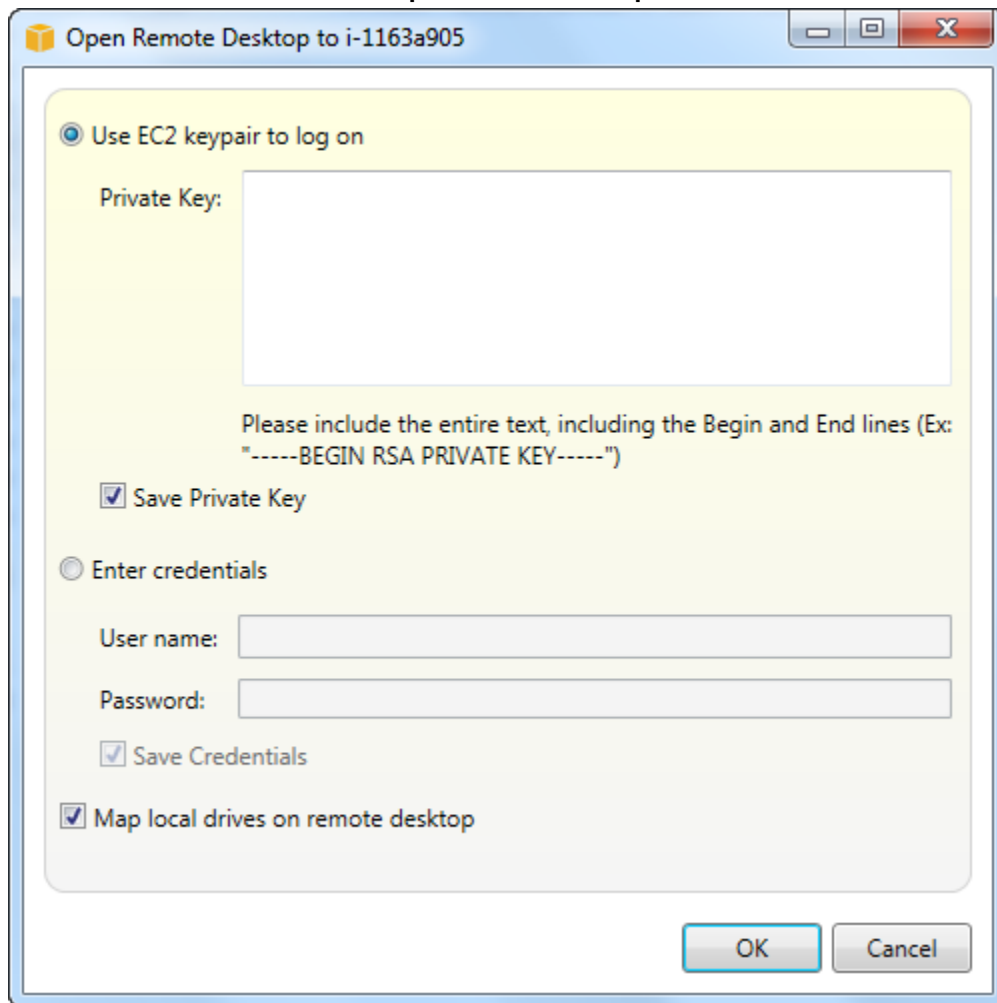 Open Remote Desktop to i-1163a905
Use EC2 keypair to log on
Private Key:
Please include the entire text, including the Begin and End lines (Ex:
"-----BEGIN RSA PRIVATE KEY-----")
Save Private Key
Enter credentials
User name:
Password:
Save Credentials
Map local drives on remote desktop
OK Cancel